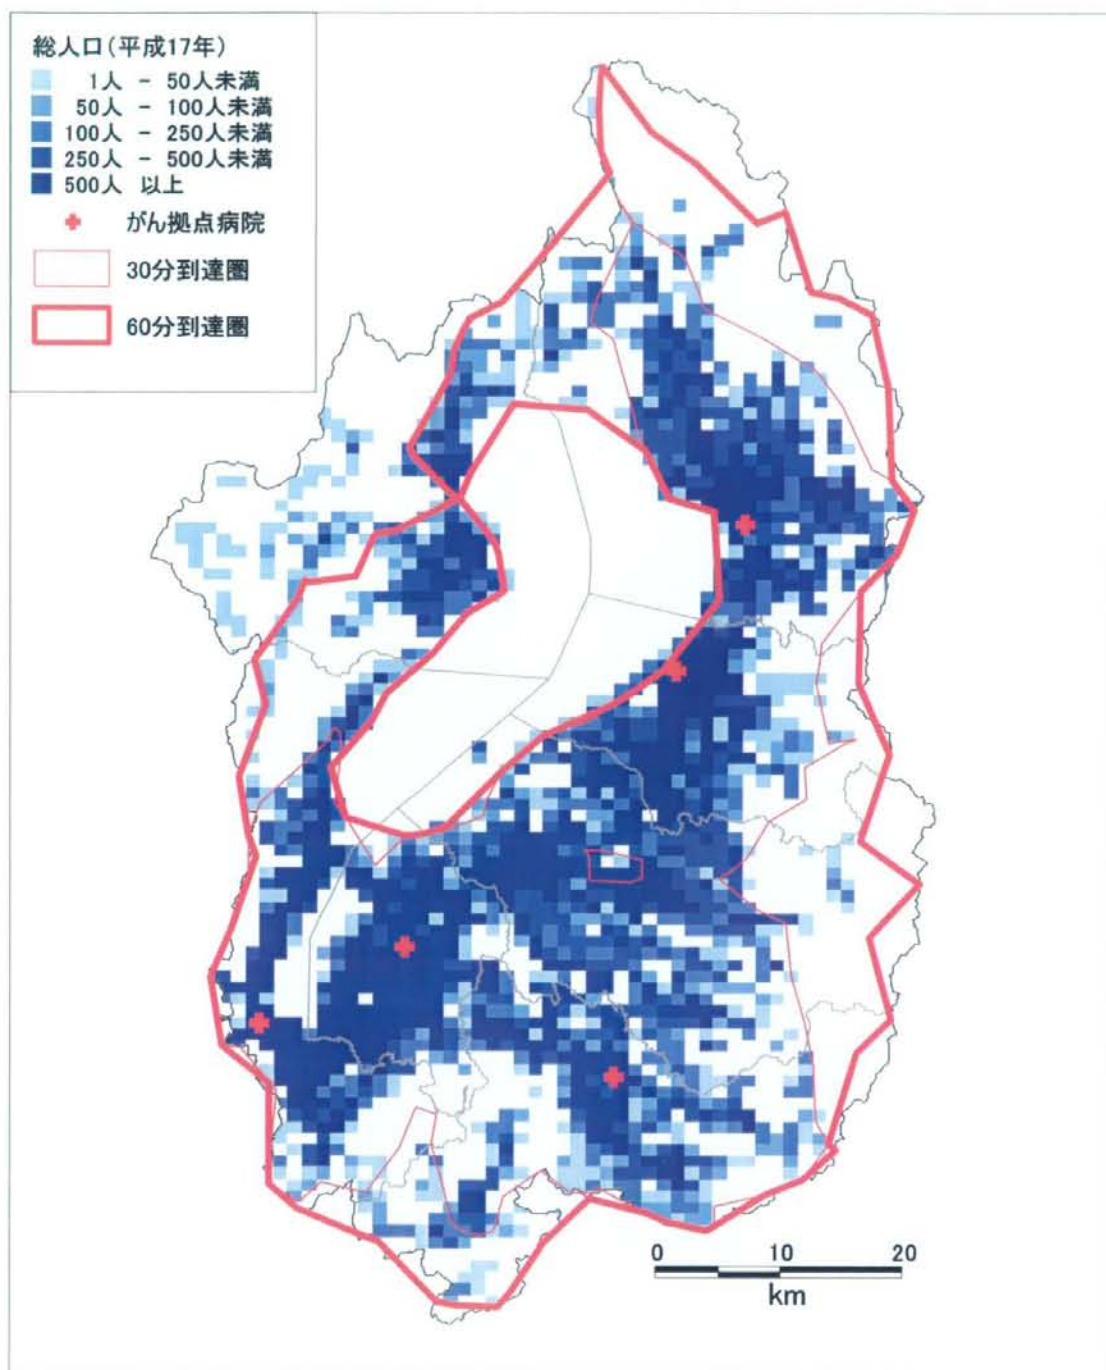 総人口(平成17年)
1人 - 50人未満
50人 - 100人未満
100人 - 250人未満
250人 - 500人未満
500人 以上
がん拠点病院
30分到達圏
60分到達圏
0 10 20
km